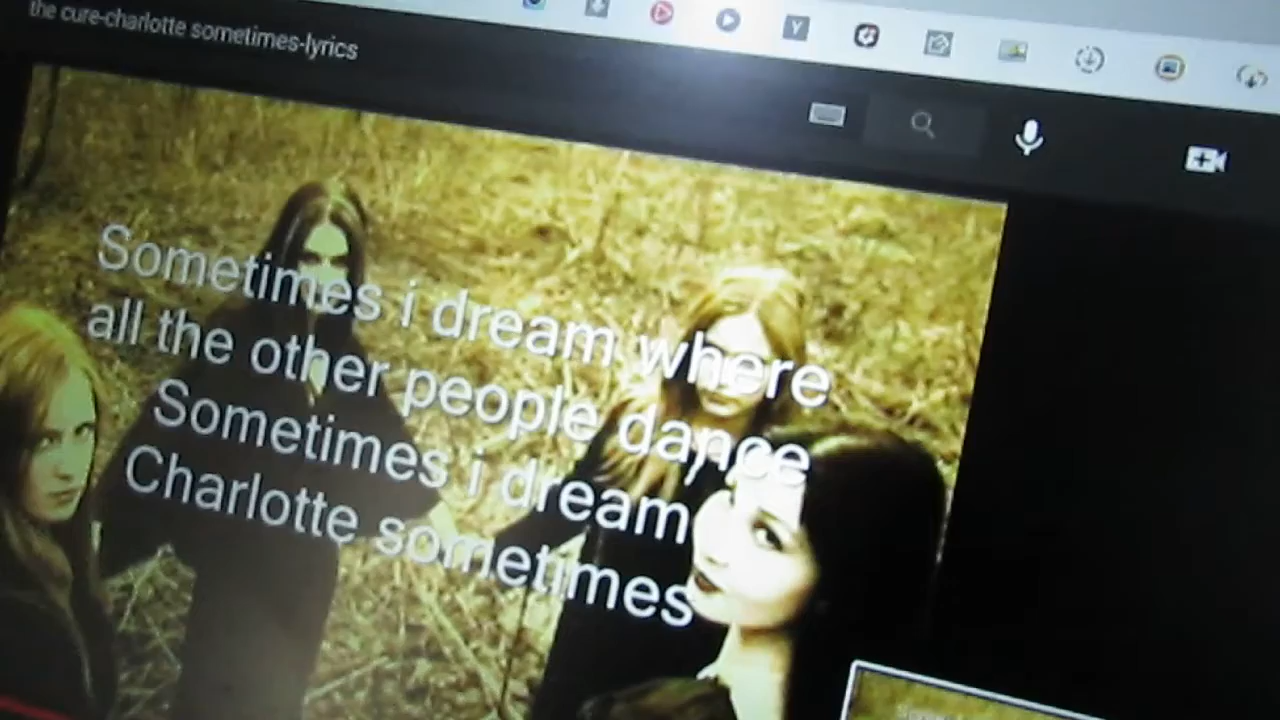 the cure-charlotte sometimes-lyrics
Y
Sometimes i dream where
all the other people dance
Sometimes i dream
Charlotte sometimes